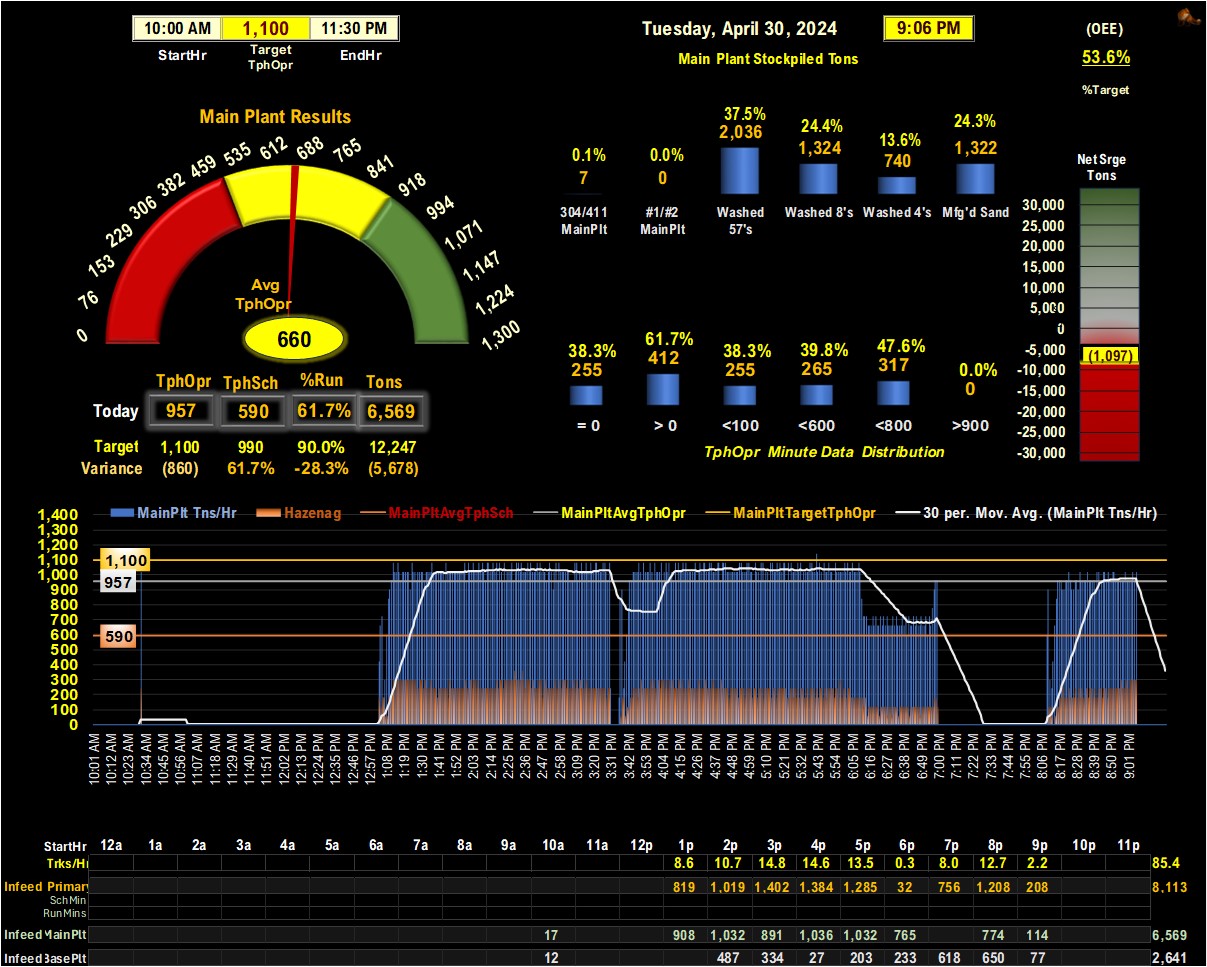 10:00 AM 1,100 11:30 PM
StartHr Target TphOpr EndHr
Tuesday, April 30, 2024 9:06 PM
Main Plant Stockpiled Tons
(OEE)
53.6%
%Target
Main Plant Results
0 76 153 229 306 382 459 535 612 688 765 841 918 994 1,071 1,147 1,224 1,300
Avg
TphOpr
660
TphOpr TphSch %Run Tons
Today 957 590 61.7% 6,569
Target 1,100 990 90.0% 12,247
Variance (860) 61.7% -28.3% (5,678)
0.1% 0.0% 37.5% 24.4% 13.6% 24.3%
7 0 2,036 1,324 740 1,322
304/411 MainPlt #1/#2 MainPlt Washed 57's Washed 8's Washed 4's Mfg'd Sand
38.3% 61.7% 38.3% 39.8% 47.6% 0.0%
255 412 255 265 317 0
= 0 > 0 <100 <600 <800 >900
TphOpr Minute Data Distribution
Net Srge
Tons
30,000
25,000
20,000
15,000
10,000
5,000
0
-5,000
(1,097)
-10,000
-15,000
-20,000
-25,000
-30,000
MainPlt Tns/Hr Hazenag MainPltAvgTphSch MainPltAvgTphOpr MainPltTargetTphOpr 30 per. Mov. Avg. (MainPlt Tns/Hr)
1,400
1,300
1,200
1,100 1,100
1,000 957
900
800
700
600 590
500
400
300
200
100
0
10:01 AM 10:12 AM 10:23 AM 10:34 AM 10:45 AM 10:56 AM 11:07 AM 11:18 AM 11:29 AM 11:40 AM 11:51 AM 12:02 PM 12:13 PM 12:24 PM 12:35 PM 12:46 PM 12:57 PM 1:08 PM 1:19 PM 1:30 PM 1:41 PM 1:52 PM 2:03 PM 2:14 PM 2:25 PM 2:36 PM 2:47 PM 2:58 PM 3:09 PM 3:20 PM 3:31 PM 3:42 PM 3:53 PM 4:04 PM 4:15 PM 4:26 PM 4:37 PM 4:48 PM 4:59 PM 5:10 PM 5:21 PM 5:32 PM 5:43 PM 5:54 PM 6:05 PM 6:16 PM 6:27 PM 6:38 PM 6:49 PM 7:00 PM 7:11 PM 7:22 PM 7:33 PM 7:44 PM 7:55 PM 8:06 PM 8:17 PM 8:28 PM 8:39 PM 8:50 PM 9:01 PM
StartHr 12a 1a 2a 3a 4a 5a 6a 7a 8a 9a 10a 11a 12p 1p 2p 3p 4p 5p 6p 7p 8p 9p 10p 11p
Trks/Hr 8.6 10.7 14.8 14.6 13.5 0.3 8.0 12.7 2.2 85.4
Infeed Primary 819 1,019 1,402 1,384 1,285 32 756 1,208 208 8,113
SchMin
RunMins
Infeed MainPlt 17 908 1,032 891 1,036 1,032 765 774 114 6,569
Infeed BasePlt 12 487 334 27 203 233 618 650 77 2,641